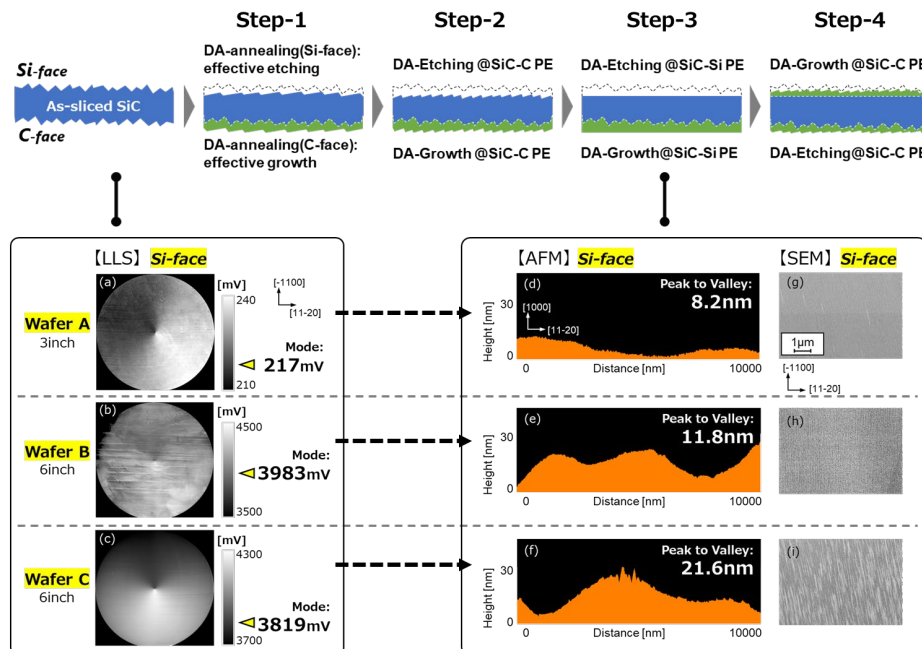 Step-1
Step-2
Step-3
Step-4
Si-face
As-sliced SiC
C-face
DA-annealing(Si-face):
effective etching
DA-annealing(C-face):
effective growth
DA-Etching @SiC-C PE
DA-Growth @SiC-C PE
DA-Etching @SiC-Si PE
DA-Growth@SiC-Si PE
DA-Growth @SiC-C PE
DA-Etching@SiC-C PE
【LLS】 Si-face
Wafer A
3inch
(a)
[mV]
240
210
[-1100]
[11-20]
Mode:
217mV
Wafer B
6inch
(b)
[mV]
4500
3500
Mode:
3983mV
Wafer C
6inch
(c)
[mV]
4300
3700
Mode:
3819mV
【AFM】 Si-face
【SEM】 Si-face
(d)
Peak to Valley:
8.2nm
Height [nm]
30
0
[1000]
[11-20]
0
Distance [nm]
10000
(g)
1μm
[-1100]
[11-20]
(e)
Peak to Valley:
11.8nm
Height [nm]
30
0
0
Distance [nm]
10000
(h)
(f)
Peak to Valley:
21.6nm
Height [nm]
30
0
0
Distance [nm]
10000
(i)